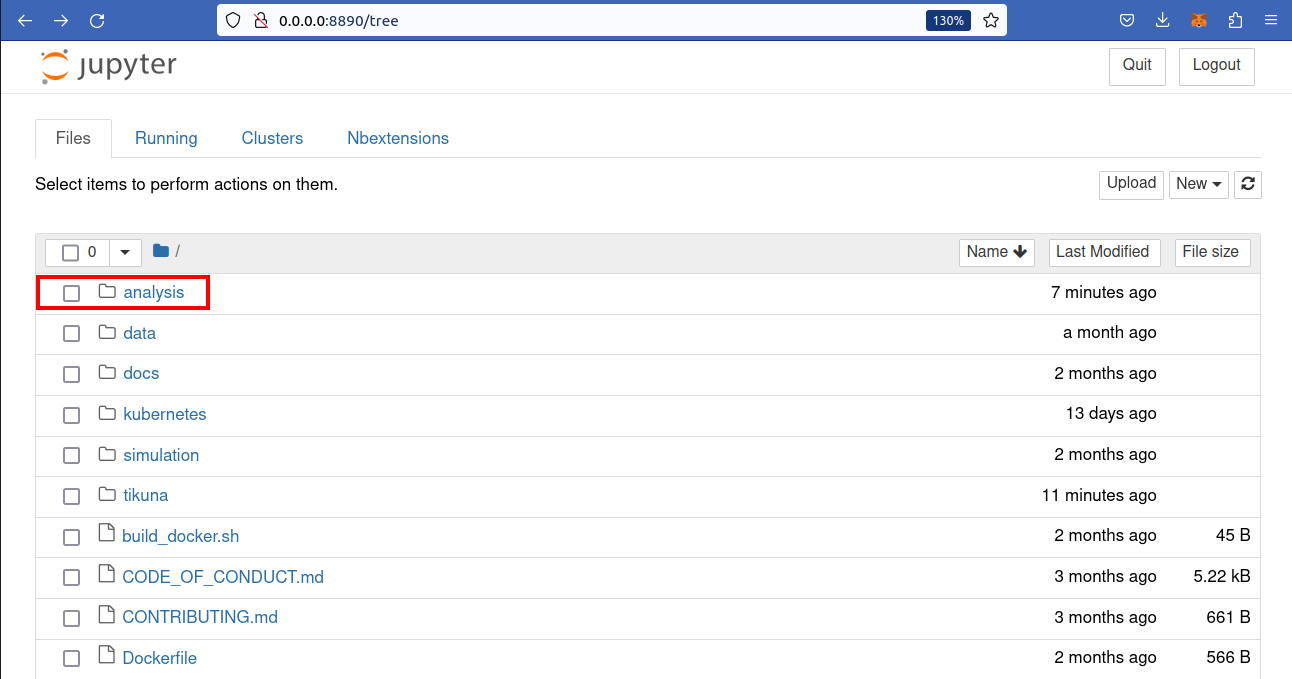 0.0.0.0:8890/tree 130%
jupyter Quit Logout
Files Running Clusters Nbextensions
Select items to perform actions on them. Upload New
0 / Name Last Modified File size
analysis 7 minutes ago
data a month ago
docs 2 months ago
kubernetes 13 days ago
simulation 2 months ago
tikuna 11 minutes ago
build_docker.sh 2 months ago 45 B
CODE_OF_CONDUCT.md 3 months ago 5.22 kB
CONTRIBUTING.md 3 months ago 661 B
Dockerfile 2 months ago 566 B